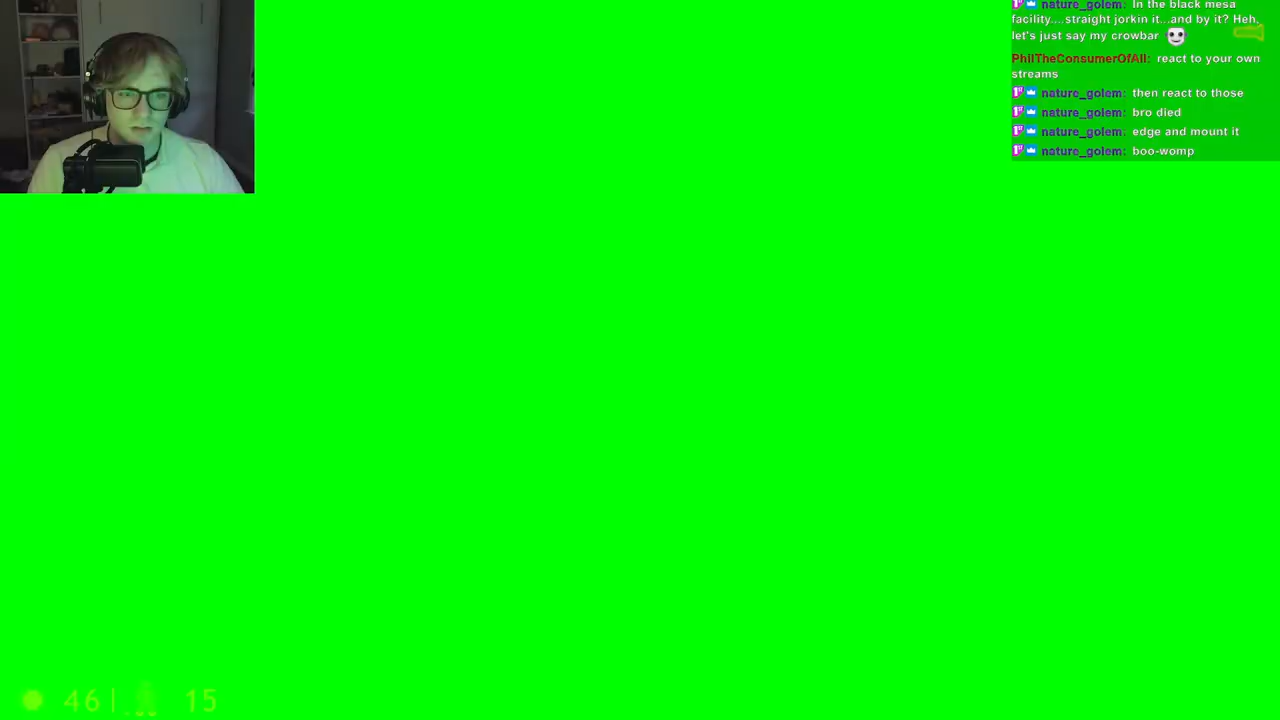 nature_golem: In the black mesa
facility....straight jorkin it...and by it? Heh,
let's just say my crowbar
PhilTheConsumerOfAll: react to your own
streams
nature_golem: then react to those
nature_golem: bro died
nature_golem: edge and mount it
nature_golem: boo-womp
46| 15